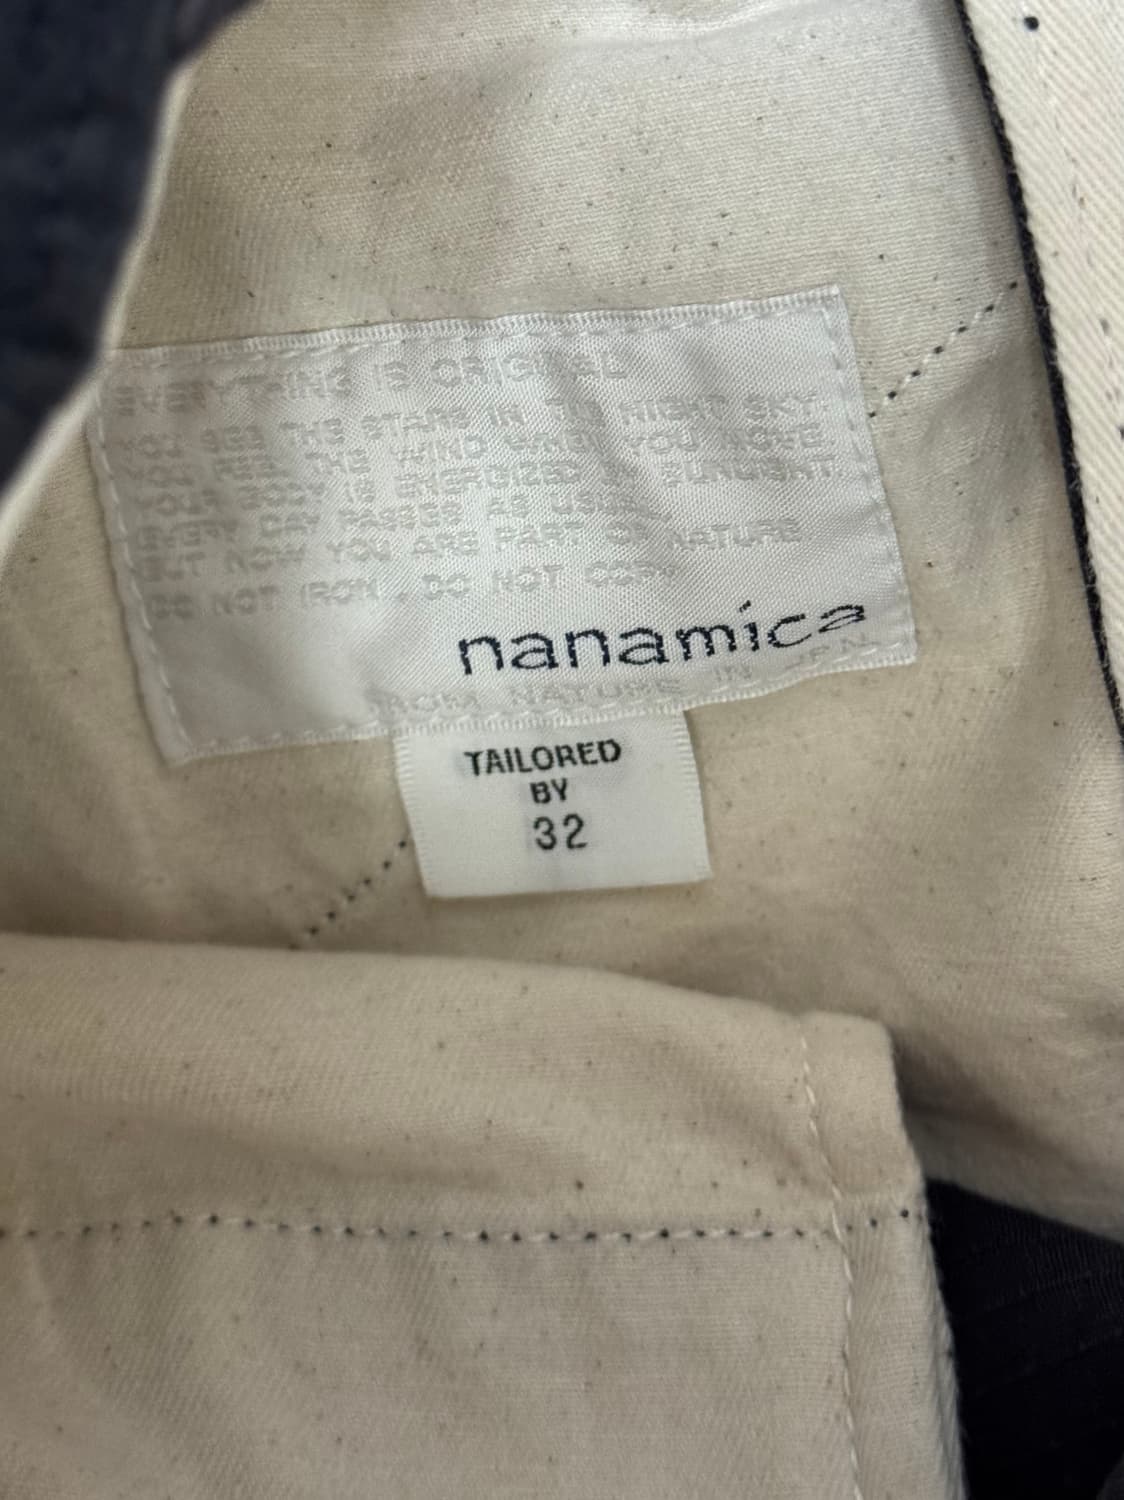 EVERYTHING IS ORIGINAL
YOU SEE THE STARS IN THE NIGHT SKY.
YOU FEEL THE WIND WHEN YOU MOVE.
YOUR BODY IS ENERGIZED BY SUNLIGHT.
EVERY DAY PASSES AS USUAL,
BUT NOW YOU ARE PART OF NATURE
DO NOT IRON. DO NOT COPY
nanamica
FROM NATURE IN JPN
TAILORED
BY
32